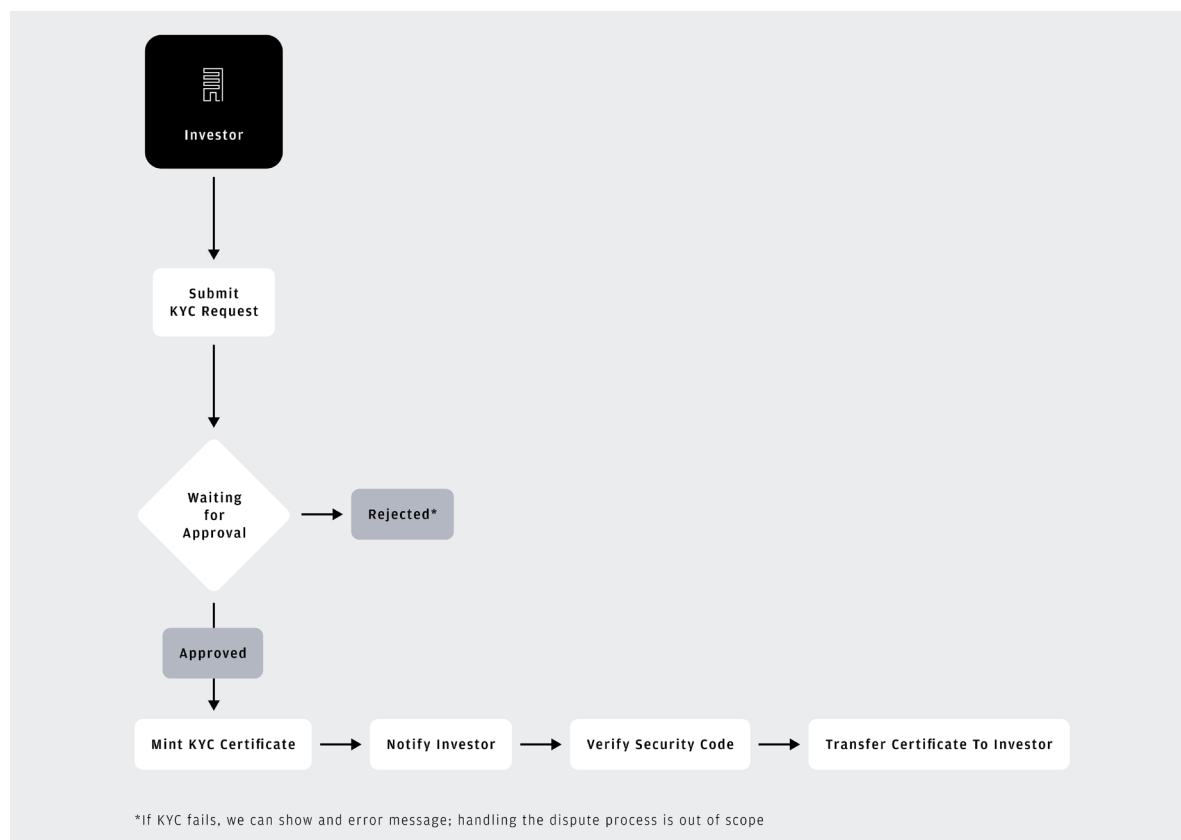 Investor
Submit
KYC Request
Waiting
for
Approval
Rejected*
Approved
Mint KYC Certificate
Notify Investor
Verify Security Code
Transfer Certificate To Investor
*If KYC fails, we can show and error message; handling the dispute process is out of scope